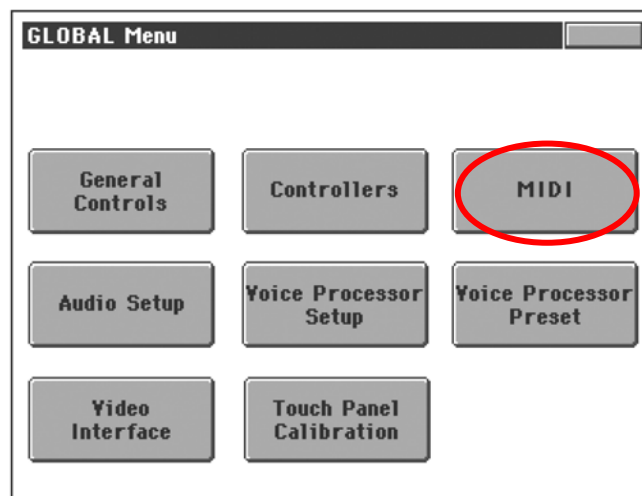 GLOBAL Menu
General
Controls
Controllers
MIDI
Audio Setup
Voice Processor
Setup
Voice Processor
Preset
Video
Interface
Touch Panel
Calibration